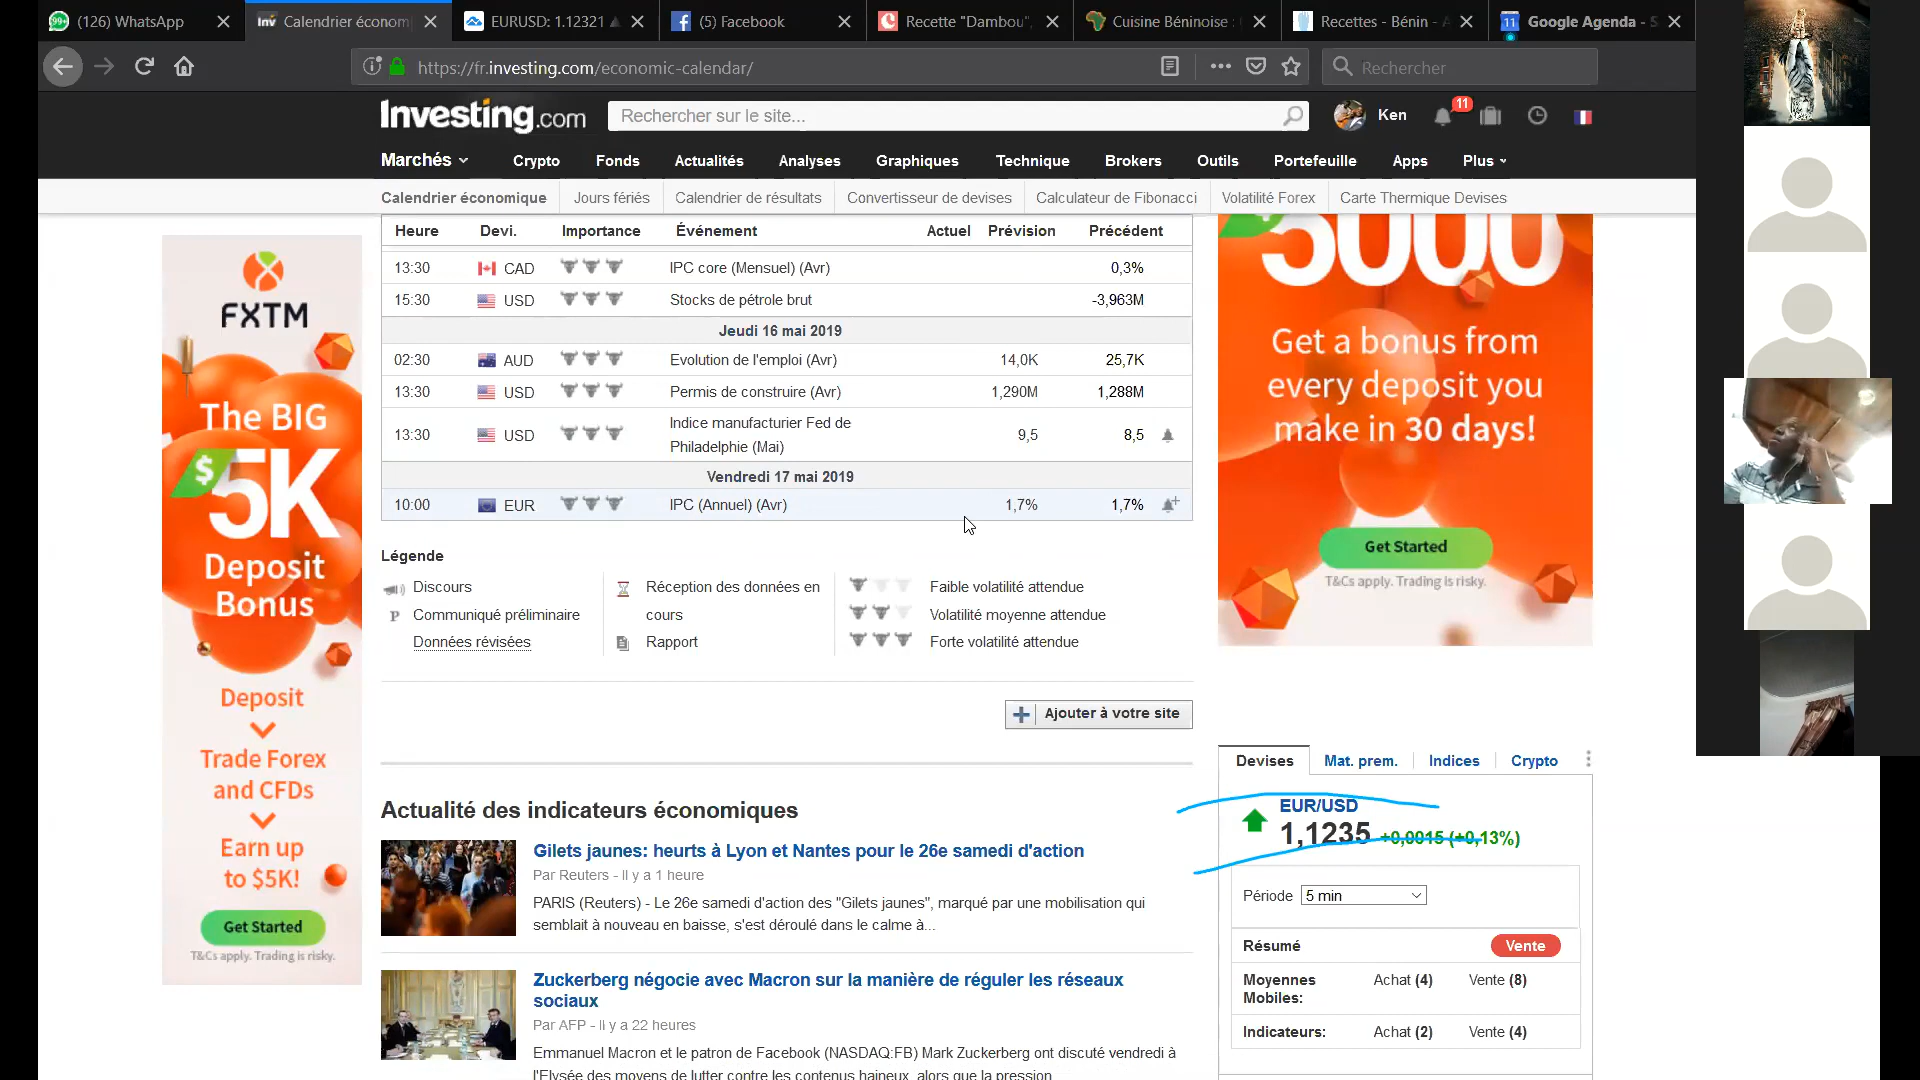 (126) WhatsApp
Calendrier économ
EURUSD: 1.12321
(5) Facebook
Recette "Dambou",
Cuisine Béninoise :
Recettes - Bénin - A
11 Google Agenda - S
https://fr.investing.com/economic-calendar/
Rechercher
Investing.com
Rechercher sur le site...
Ken
11
Marchés Crypto Fonds Actualités Analyses Graphiques Technique Brokers Outils Portefeuille Apps Plus
Calendrier économique Jours fériés Calendrier de résultats Convertisseur de devises Calculateur de Fibonacci Volatilité Forex Carte Thermique Devises
Heure Devi. Importance Événement Actuel Prévision Précédent
13:30 CAD IPC core (Mensuel) (Avr) 0,3%
15:30 USD Stocks de pétrole brut -3,963M
Jeudi 16 mai 2019
02:30 AUD Evolution de l'emploi (Avr) 14,0K 25,7K
13:30 USD Permis de construire (Avr) 1,290M 1,288M
13:30 USD Indice manufacturier Fed de Philadelphie (Mai) 9,5 8,5
Vendredi 17 mai 2019
10:00 EUR IPC (Annuel) (Avr) 1,7% 1,7%
Légende
Discours
Communiqué préliminaire
Données révisées
Réception des données en
cours
Rapport
Faible volatilité attendue
Volatilité moyenne attendue
Forte volatilité attendue
Ajouter à votre site
Actualité des indicateurs économiques
Gilets jaunes: heurts à Lyon et Nantes pour le 26e samedi d'action
Par Reuters - Il y a 1 heure
PARIS (Reuters) - Le 26e samedi d'action des "Gilets jaunes", marqué par une mobilisation qui
semblait à nouveau en baisse, s'est déroulé dans le calme à...
Zuckerberg négocie avec Macron sur la manière de réguler les réseaux
sociaux
Par AFP - Il y a 22 heures
Emmanuel Macron et le patron de Facebook (NASDAQ:FB) Mark Zuckerberg ont discuté vendredi à
l'Elysée des moyens de lutter contre les contenus haineux, alors que la pression
FXTM
The BIG
$5K
Deposit
Bonus
Deposit
Trade Forex
and CFDs
Earn up
to $5K!
Get Started
T&Cs apply. Trading is risky.
$5000
Get a bonus from
every deposit you
make in 30 days!
Get Started
T&Cs apply. Trading is risky.
Devises Mat. prem. Indices Crypto
EUR/USD
1,1235 +0,0015 (+0,13%)
Période 5 min
Résumé Vente
Moyennes Mobiles: Achat (4) Vente (8)
Indicateurs: Achat (2) Vente (4)